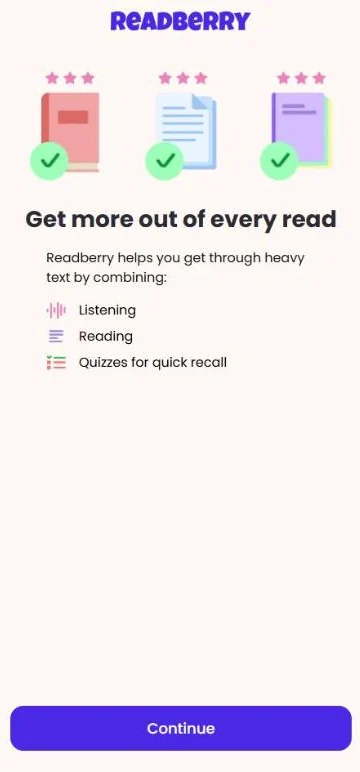 ReADBeRRY
Get more out of every read
Readberry helps you get through heavy
text by combining:
Listening
Reading
Quizzes for quick recall
Continue